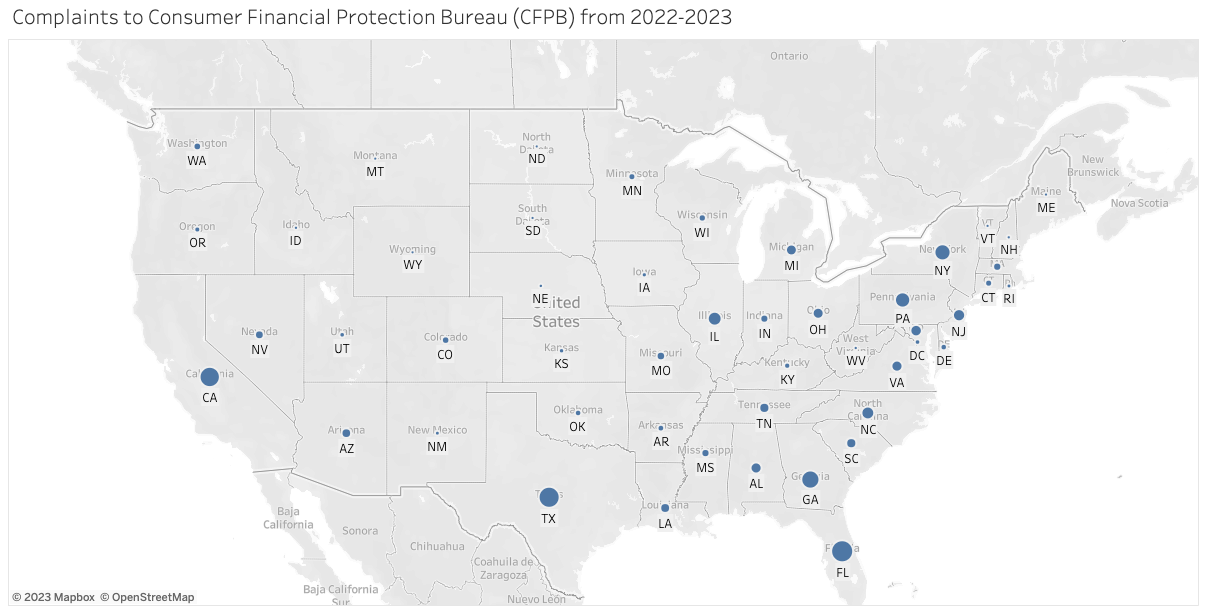 Complaints to Consumer Financial Protection Bureau (CFPB) from 2022-2023
Ontario
Washington
WA
Montana
MT
North
Dakota
ND
Minnesota
MN
New
Brunswick
Maine
ME
Nova Scotia
Oregon
OR
Idaho
ID
South
Dakota
SD
Wisconsin
WI
Michigan
MI
VT
VT
NH
New York
NY
Wyoming
WY
Iowa
IA
NE
United
States
CT
RI
Nevada
NV
Utah
UT
Colorado
CO
Kansas
KS
Missouri
MO
Illinois
IL
Indiana
IN
Ohio
OH
Pennsylvania
PA
NJ
West
Virginia
WV
DC
DE
Kentucky
KY
VA
California
CA
Arizona
AZ
New Mexico
NM
Oklahoma
OK
Arkansas
AR
Tennessee
TN
North
Carolina
NC
SC
Mississippi
MS
AL
Georgia
GA
Texas
TX
Louisiana
LA
Florida
FL
Baja
California
Sonora
Chihuahua
Coahuila de
Zaragoza
Baja California
Sur
Nuevo León
© 2023 Mapbox © OpenStreetMap